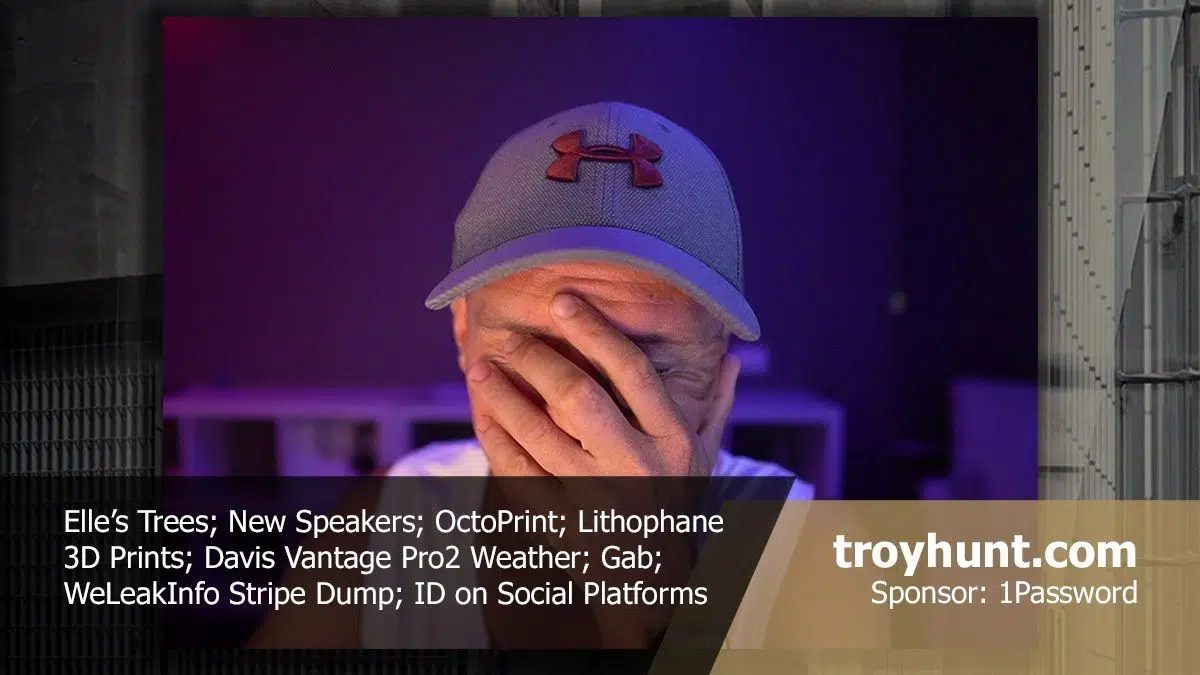 Elle’s Trees; New Speakers; OctoPrint; Lithophane
3D Prints; Davis Vantage Pro2 Weather; Gab;
WeLeakInfo Stripe Dump; ID on Social Platforms
troyhunt.com
Sponsor: 1Password